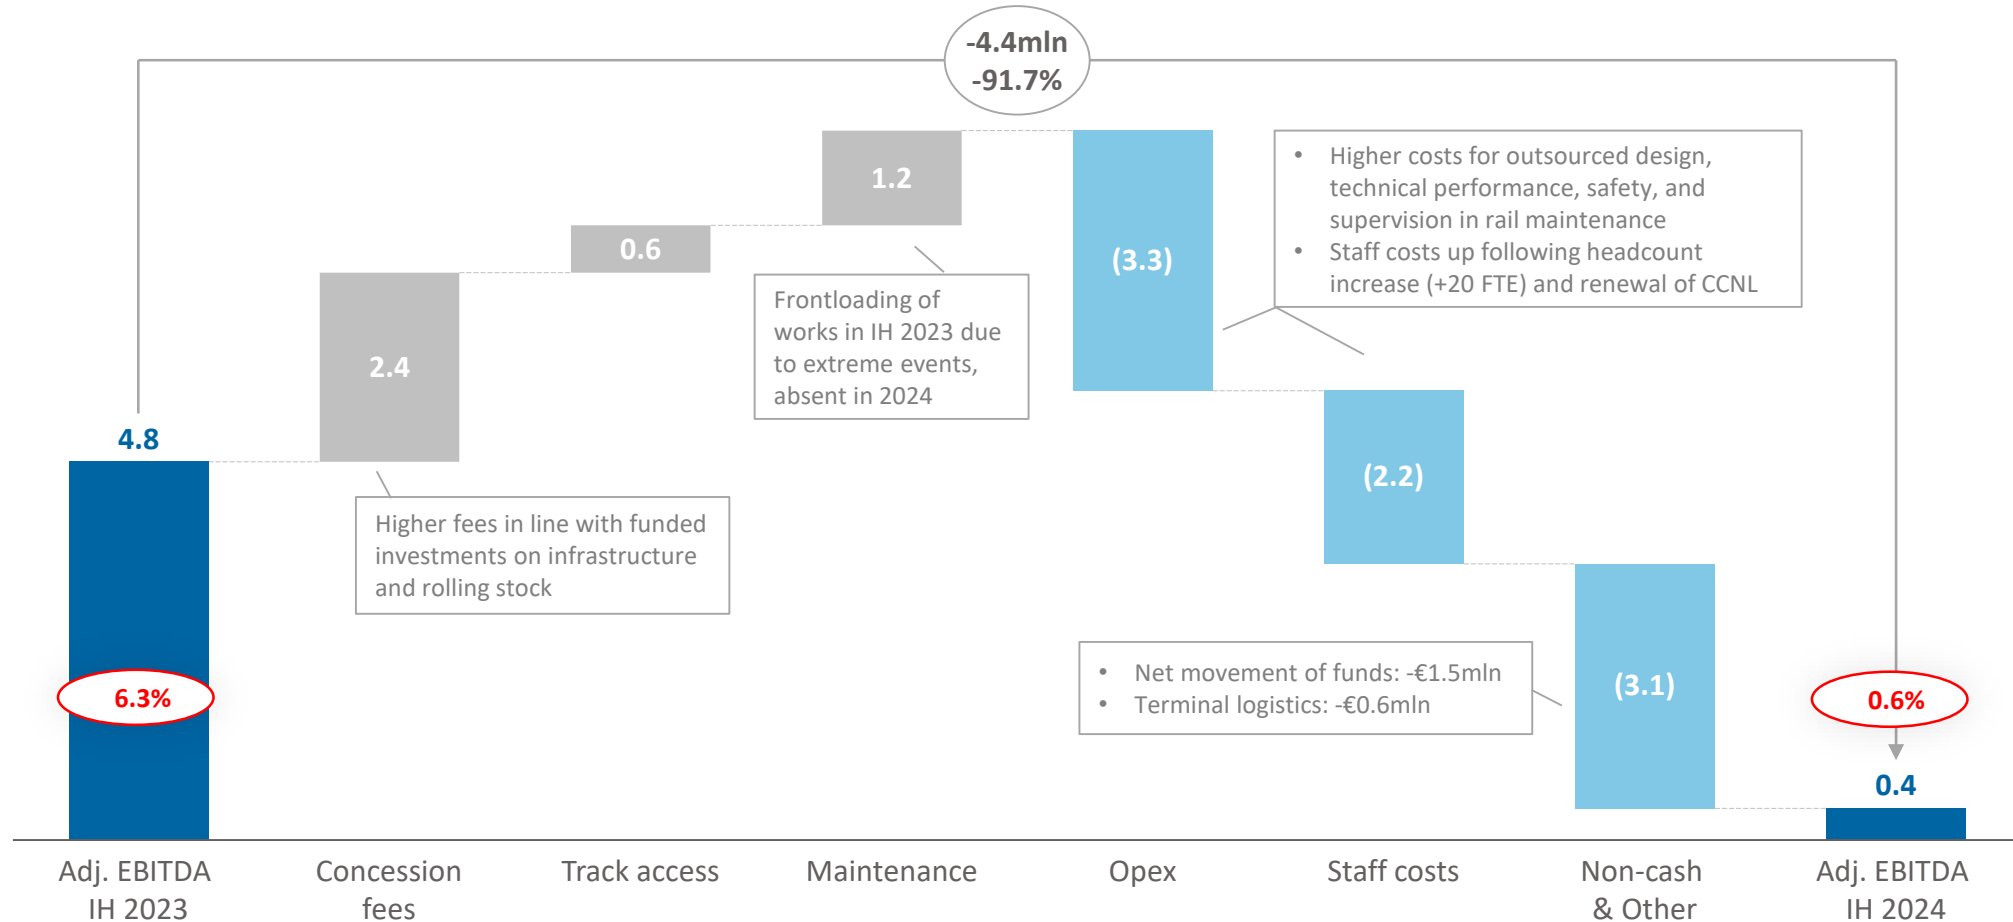 -4.4mln
-91.7%
4.8
2.4
0.6
1.2
(3.3)
(2.2)
(3.1)
0.4
6.3%
0.6%
Higher fees in line with funded
investments on infrastructure
and rolling stock
Frontloading of
works in IH 2023 due
to extreme events,
absent in 2024
• Higher costs for outsourced design,
technical performance, safety, and
supervision in rail maintenance
• Staff costs up following headcount
increase (+20 FTE) and renewal of CCNL
• Net movement of funds: -€1.5mln
• Terminal logistics: -€0.6mln
Adj. EBITDA
IH 2023
Concession
fees
Track access
Maintenance
Opex
Staff costs
Non-cash
& Other
Adj. EBITDA
IH 2024